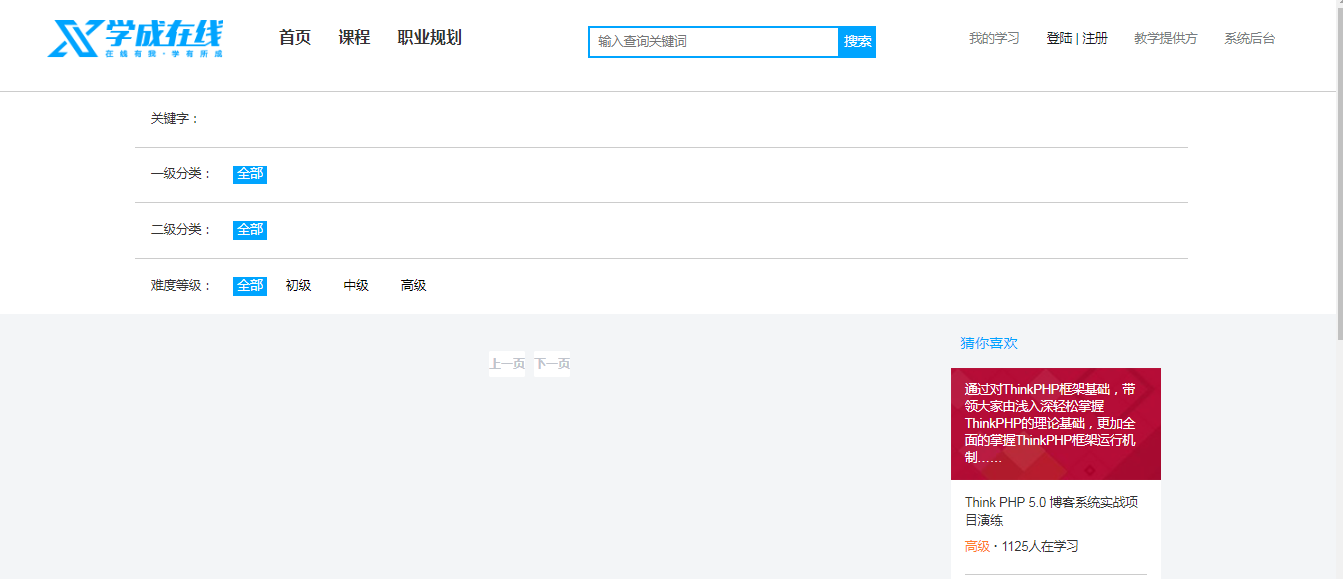 学成在线
在线有我·学有所成
首页 课程 职业规划
输入查询关键词 搜索
我的学习 登陆 | 注册 教学提供方 系统后台
关键字：
一级分类： 全部
二级分类： 全部
难度等级： 全部 初级 中级 高级
上一页 下一页
猜你喜欢
通过对ThinkPHP框架基础，带
领大家由浅入深轻松掌握
ThinkPHP的理论基础，更加全
面的掌握ThinkPHP框架运行机
制……
Think PHP 5.0 博客系统实战项
目演练
高级 · 1125人在学习